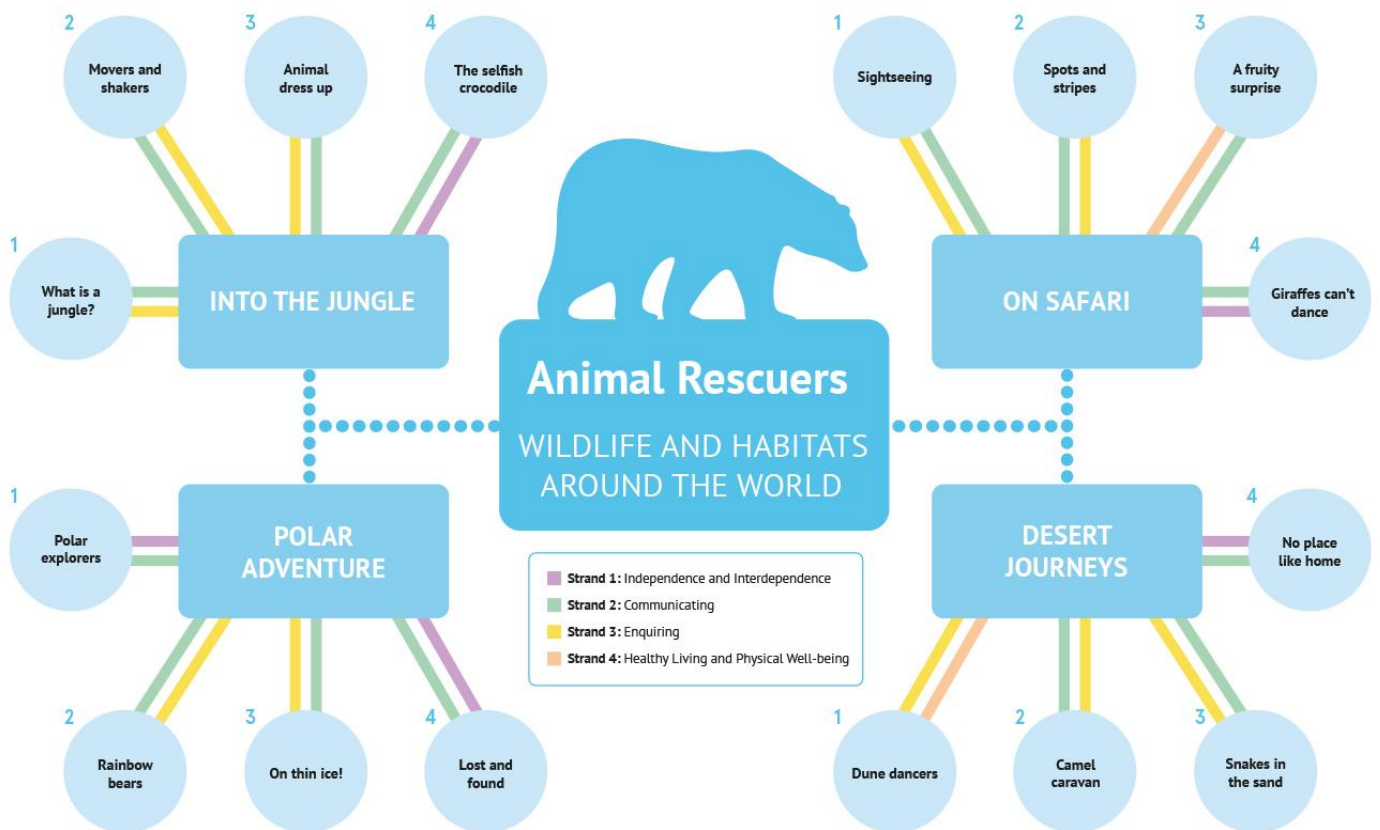 2
Movers and
shakers
3
Animal
dress up
4
The selfish
crocodile
1
What is a
jungle?
INTO THE JUNGLE
1
Sightseeing
2
Spots and
stripes
3
A fruity
surprise
4
Giraffes can't
dance
ON SAFARI
Animal Rescuers
WILDLIFE AND HABITATS
AROUND THE WORLD
1
Polar
explorers
POLAR
ADVENTURE
2
Rainbow
bears
3
On thin ice!
4
Lost and
found
Strand 1: Independence and Interdependence
Strand 2: Communicating
Strand 3: Enquiring
Strand 4: Healthy Living and Physical Well-being
DESERT
JOURNEYS
4
No place
like home
1
Dune dancers
2
Camel
caravan
3
Snakes in
the sand